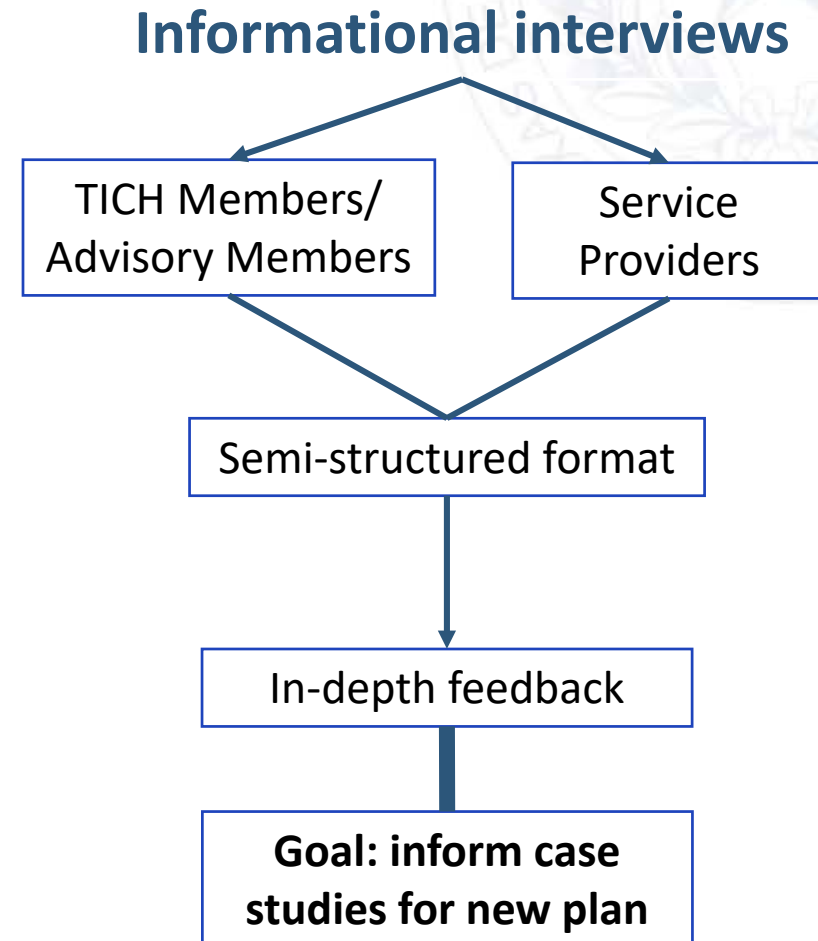 Informational interviews
TICH Members/
Advisory Members
Service
Providers
Semi-structured format
In-depth feedback
Goal: inform case
studies for new plan